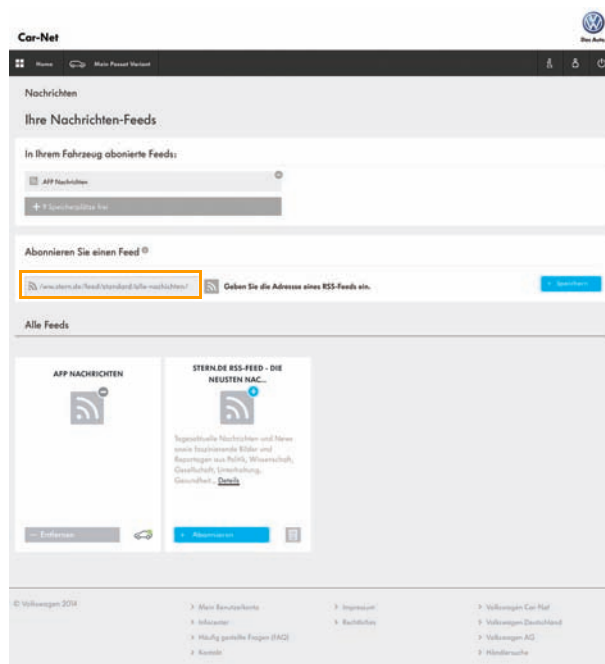 Car-Net
Das Auto.
Home Mein Passat Variant
Nachrichten
Ihre Nachrichten-Feeds
In Ihrem Fahrzeug abonierte Feeds:
AFP Nachrichten
+ 9 Speicherplätze frei
Abonnieren Sie einen Feed
/www.stern.de/feed/standard/alle-nachichten/ Geben Sie die Adressse eines RSS-Feeds ein. Speichern
Alle Feeds
AFP NACHRICHTEN
– Entfernen
STERN.DE RSS-FEED - DIE
NEUSTEN NAC...
Tagesaktuelle Nachrichten und News
sowie faszinierende Bilder und
Reportagen aus Politik, Wissenschaft,
Gesellschaft, Unterhaltung,
Gesundheit... Details
+ Abonnieren
© Volkswagen 2014
> Mein Benutzerkonto
> Infocenter
> Häufig gestellte Fragen (FAQ)
> Kontakt
> Impressum
> Rechtliches
> Volkswagen Car-Net
> Volkswagen Deutschland
> Volkswagen AG
> Händlersuche